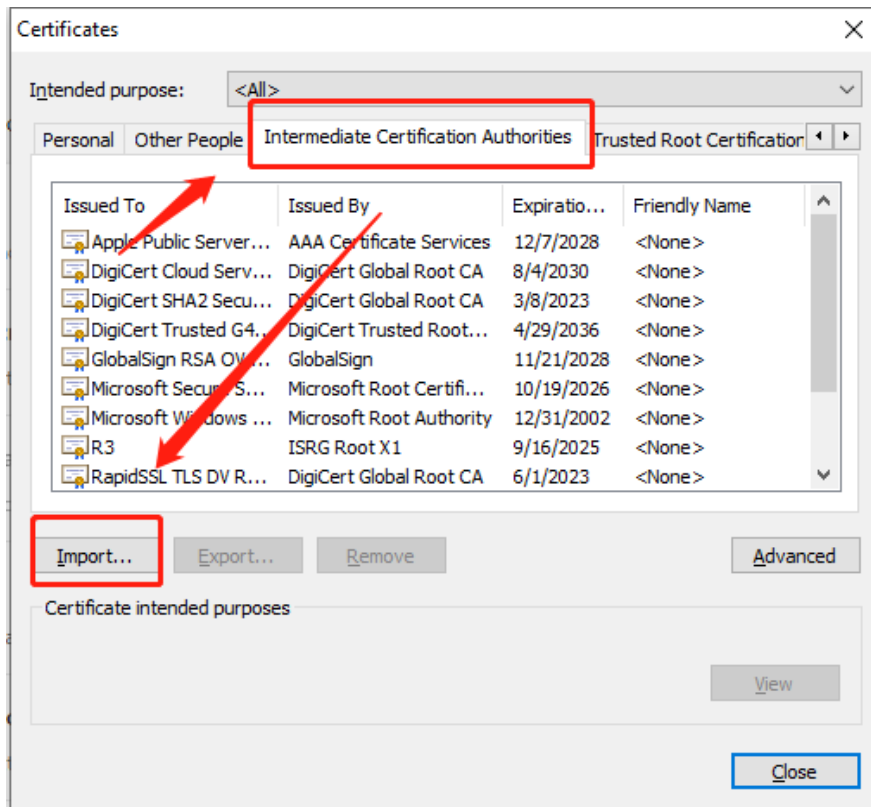 Certificates
Intended purpose: <All>
Personal Other People Intermediate Certification Authorities Trusted Root Certification
Issued To Issued By Expiratio... Friendly Name
Apple Public Server... AAA Certificate Services 12/7/2028 <None>
DigiCert Cloud Serv... DigiCert Global Root CA 8/4/2030 <None>
DigiCert SHA2 Secu... DigiCert Global Root CA 3/8/2023 <None>
DigiCert Trusted G4... DigiCert Trusted Root... 4/29/2036 <None>
GlobalSign RSA OV... GlobalSign 11/21/2028 <None>
Microsoft Secure S... Microsoft Root Certifi... 10/19/2026 <None>
Microsoft Windows ... Microsoft Root Authority 12/31/2002 <None>
R3 ISRG Root X1 9/16/2025 <None>
RapidSSL TLS DV R... DigiCert Global Root CA 6/1/2023 <None>
Import... Export... Remove Advanced
Certificate intended purposes
View
Close